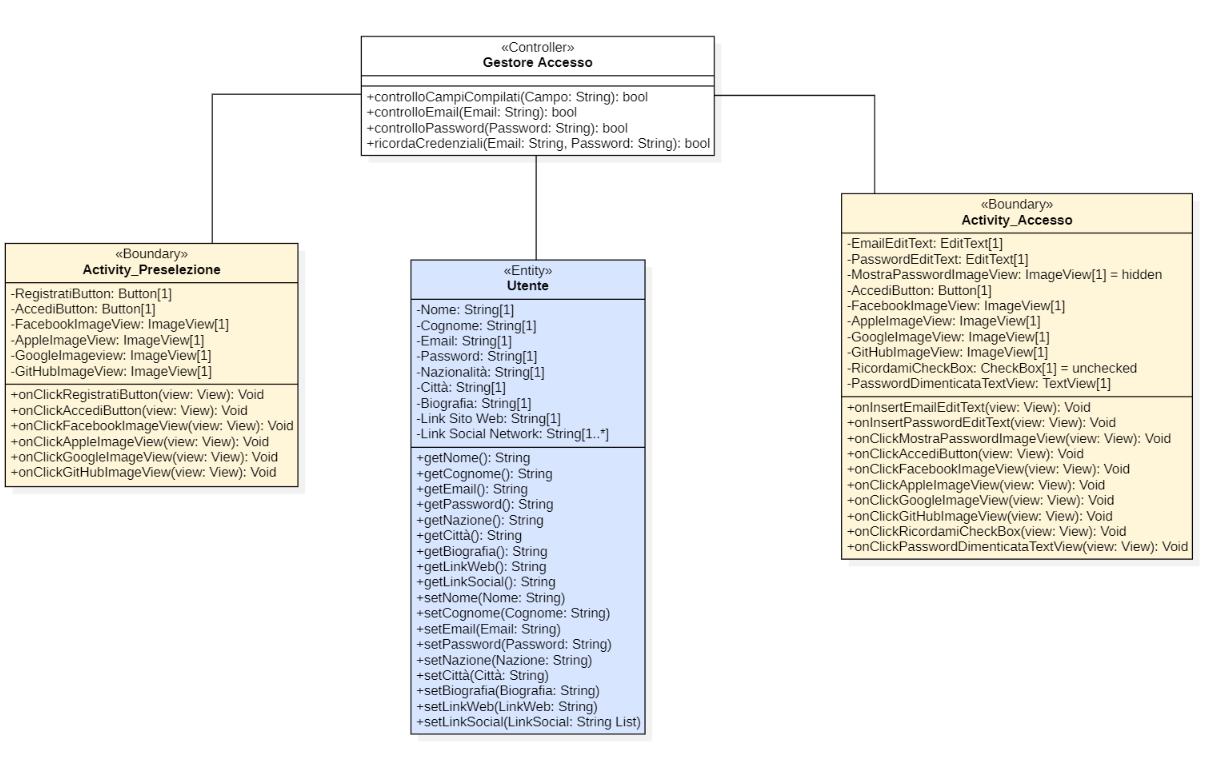 «Controller»
Gestore Accesso
+controlloCampiCompilati(Campo: String): bool
+controlloEmail(Email: String): bool
+controlloPassword(Password: String): bool
+ricordaCredenziali(Email: String, Password: String): bool
«Boundary»
Activity_Preselezione
-RegistratiButton: Button[1]
-AccediButton: Button[1]
-FacebookImageView: ImageView[1]
-AppleImageView: ImageView[1]
-GoogleImageview: ImageView[1]
-GitHubImageView: ImageView[1]
+onClickRegistratiButton(view: View): Void
+onClickAccediButton(view: View): Void
+onClickFacebookImageView(view: View): Void
+onClickAppleImageView(view: View): Void
+onClickGoogleImageView(view: View): Void
+onClickGitHubImageView(view: View): Void
«Entity»
Utente
-Nome: String[1]
-Cognome: String[1]
-Email: String[1]
-Password: String[1]
-Nazionalità: String[1]
-Città: String[1]
-Biografia: String[1]
-Link Sito Web: String[1]
-Link Social Network: String[1..*]
+getNome(): String
+getCognome(): String
+getEmail(): String
+getPassword(): String
+getNazione(): String
+getCittà(): String
+getBiografia(): String
+getLinkWeb(): String
+getLinkSocial(): String
+setNome(Nome: String)
+setCognome(Cognome: String)
+setEmail(Email: String)
+setPassword(Password: String)
+setNazione(Nazione: String)
+setCittà(Città: String)
+setBiografia(Biografia: String)
+setLinkWeb(LinkWeb: String)
+setLinkSocial(LinkSocial: String List)
«Boundary»
Activity_Accesso
-EmailEditText: EditText[1]
-PasswordEditText: EditText[1]
-MostraPasswordImageView: ImageView[1] = hidden
-AccediButton: Button[1]
-FacebookImageView: ImageView[1]
-AppleImageView: ImageView[1]
-GoogleImageView: ImageView[1]
-GitHubImageView: ImageView[1]
-RicordamiCheckBox: CheckBox[1] = unchecked
-PasswordDimenticataTextView: TextView[1]
+onInsertEmailEditText(view: View): Void
+onInsertPasswordEditText(view: View): Void
+onClickMostraPasswordImageView(view: View): Void
+onClickAccediButton(view: View): Void
+onClickFacebookImageView(view: View): Void
+onClickAppleImageView(view: View): Void
+onClickGoogleImageView(view: View): Void
+onClickGitHubImageView(view: View): Void
+onClickRicordamiCheckBox(view: View): Void
+onClickPasswordDimenticataTextView(view: View): Void